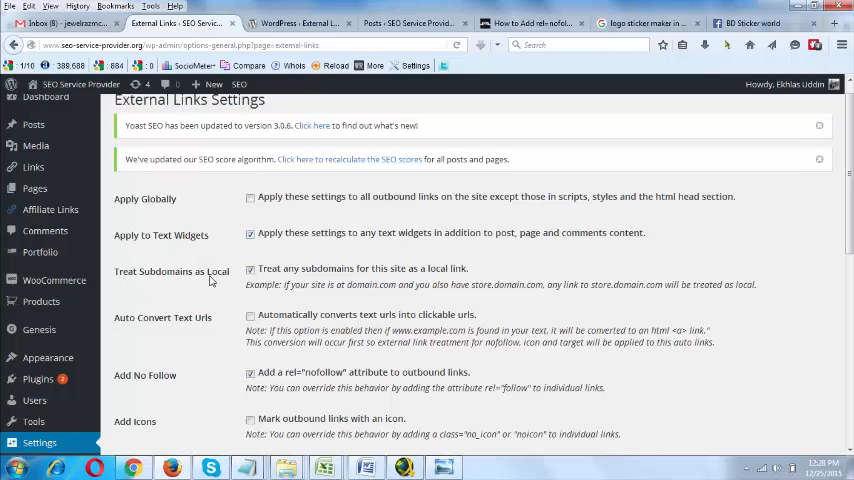 File Edit View History Bookmarks Tools Help
Inbox (0) - jewelrazmc...
External Links ‹ SEO Servic...
WordPress › External L...
Posts ‹ SEO Service Provid...
How to Add rel=nofol...
logo sticker maker in ...
BD Sticker world
www.seo-service-provider.org/wp-admin/options-general.php?page=external-links
Search
: 1/10 : 389,688 : 884 : 0 SocioMeter Compare Whois Reload More Settings
SEO Service Provider 4 0 New SEO Howdy, Ekhlas Uddin
Dashboard
Posts
Media
Links
Pages
Affiliate Links
Comments
Portfolio
WooCommerce
Products
Genesis
Appearance
Plugins 2
Users
Tools
Settings
External Links Settings
Yoast SEO has been updated to version 3.0.6. Click here to find out what's new!
We've updated our SEO score algorithm. Click here to recalculate the SEO scores for all posts and pages.
Apply Globally Apply these settings to all outbound links on the site except those in scripts, styles and the html head section.
Apply to Text Widgets Apply these settings to any text widgets in addition to post, page and comments content.
Treat Subdomains as Local Treat any subdomains for this site as a local link.
Example: If your site is at domain.com and you also have store.domain.com, any link to store.domain.com will be treated as local.
Auto Convert Text Urls Automatically converts text urls into clickable urls.
Note: If this option is enabled then if www.example.com is found in your text, it will be converted to an html <a> link."
This conversion will occur first so external link treatment for nofollow, icon and target will be applied to this auto links.
Add No Follow Add a rel="nofollow" attribute to outbound links.
Note: You can override this behavior by adding the attribute rel="follow" to individual links.
Add Icons Mark outbound links with an icon.
Note: You can override this behavior by adding a class="no_icon" or "noicon" to individual links.
12:28 PM
12/25/2015